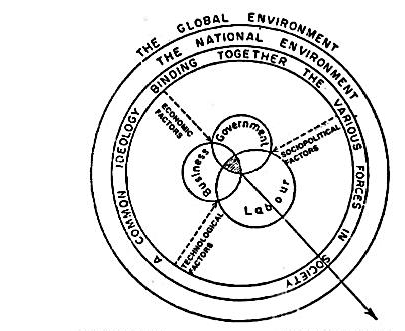 THE GLOBAL ENVIRONMENT
THE NATIONAL ENVIRONMENT
A COMMON IDEOLOGY BINDING TOGETHER THE VARIOUS FORCES IN SOCIETY
ECONOMIC
FACTORS
Government
SOCIOPOLITICAL
FACTORS
Business
Labour
TECHNOLOGICAL
FACTORS